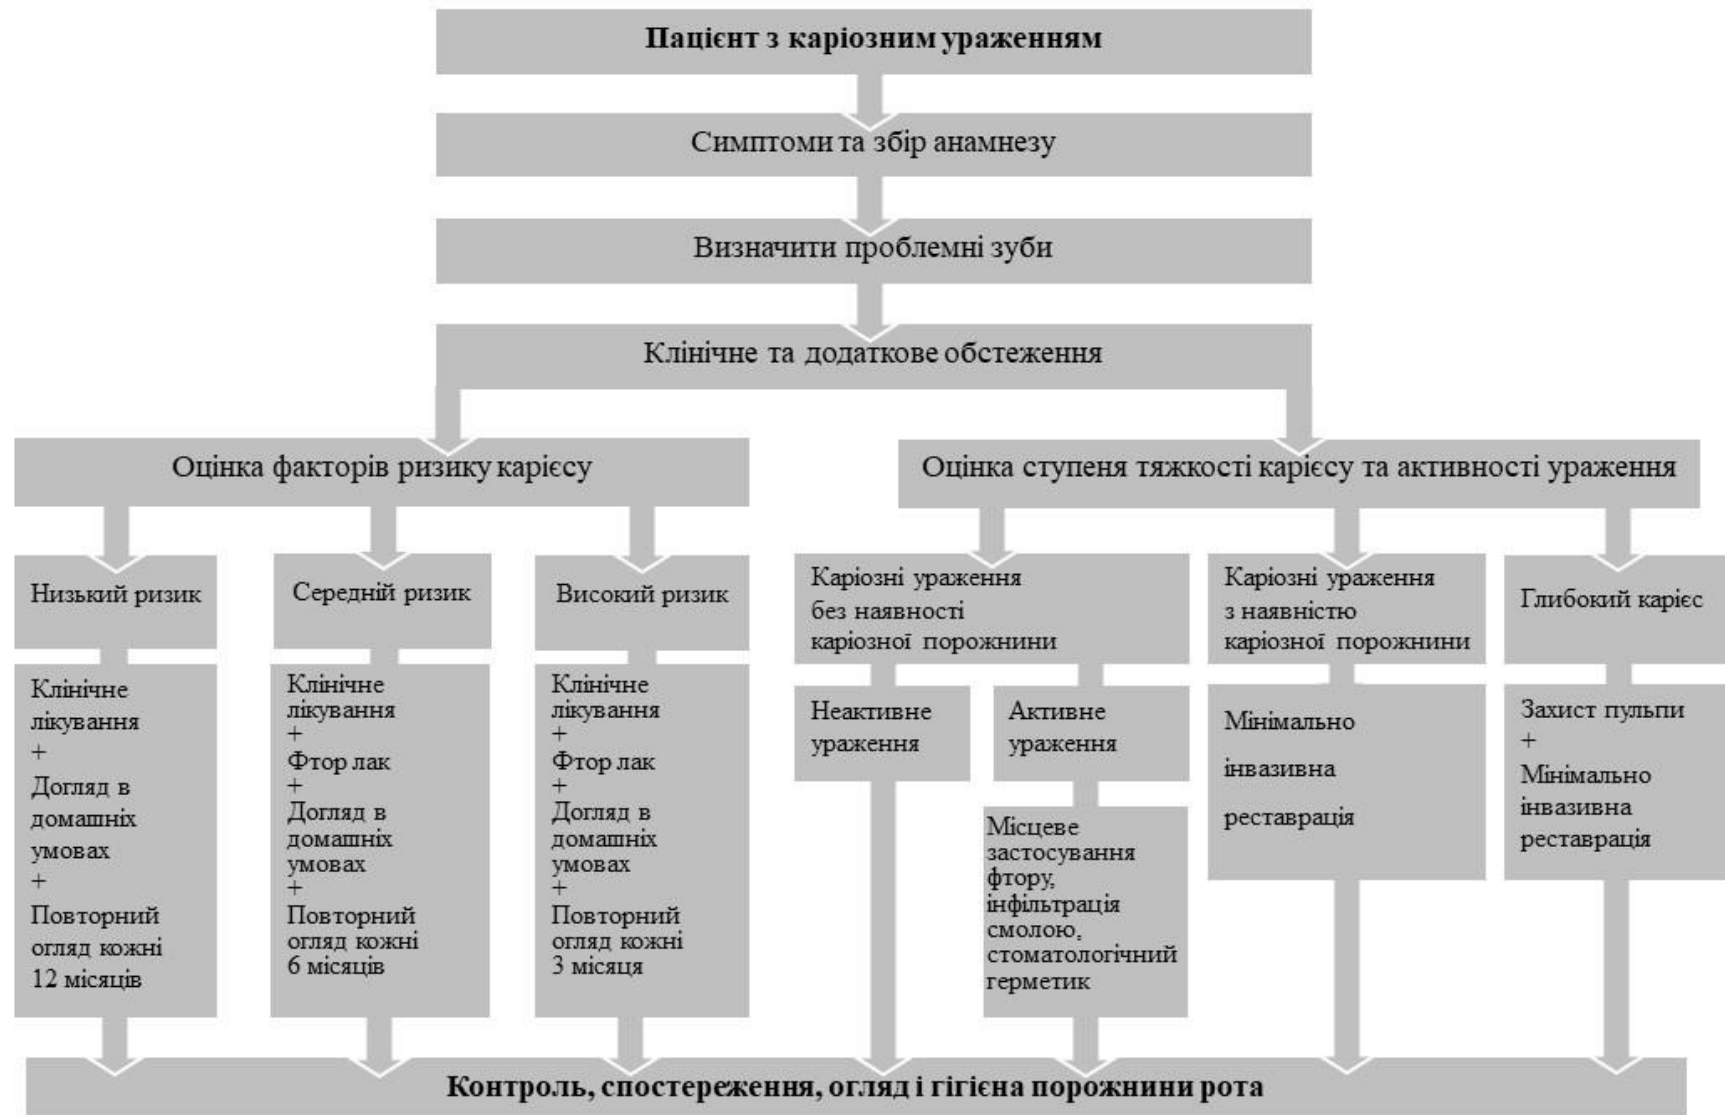 Пацієнт з каріозним ураженням
Симптоми та збір анамнезу
Визначити проблемні зуби
Клінічне та додаткове обстеження
Оцінка факторів ризику карієсу
Оцінка ступеня тяжкості карієсу та активності ураження
Низький ризик
Середній ризик
Високий ризик
Каріозні ураження
без наявності
каріозної порожнини
Каріозні ураження
з наявністю
каріозної порожнини
Глибокий карієс
Клінічне
лікування
+
Догляд в
домашніх
умовах
+
Повторний
огляд кожні
12 місяців
Клінічне
лікування
+
Фтор лак
+
Догляд в
домашніх
умовах
+
Повторний
огляд кожні
6 місяців
Клінічне
лікування
+
Фтор лак
+
Догляд в
домашніх
умовах
+
Повторний
огляд кожні
3 місяця
Неактивне
ураження
Активне
ураження
Місцеве
застосування
фтору,
інфільтрація
смолою,
стоматологічний
герметик
Мінімально
інвазивна
реставрація
Захист пульпи
+
Мінімально
інвазивна
реставрація
Контроль, спостереження, огляд і гігієна порожнини рота